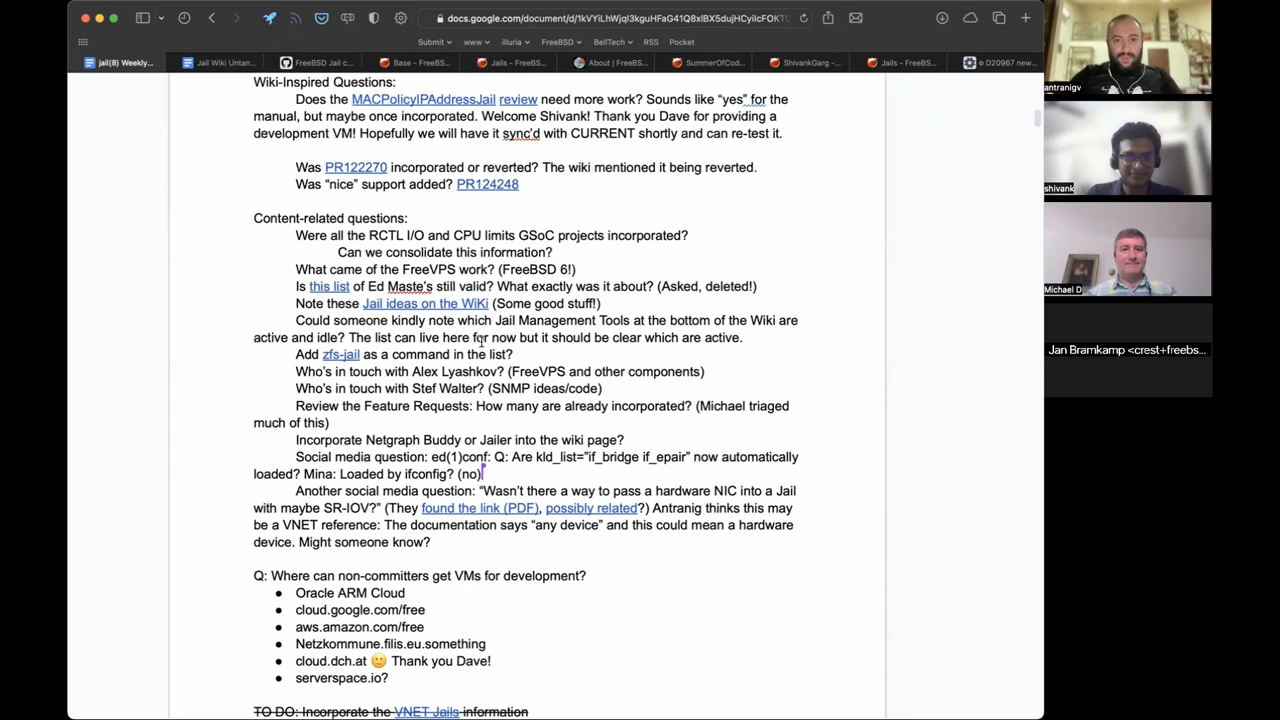 docs.google.com/document/d/1kVYiLhWjql3kguHFaG41Q8xlBX5dujHCyiIcFOKT
Submit www illuria FreeBSD BellTech RSS Pocket
jail(8) Weekly... Jail Wiki Untan... FreeBSD Jail c... Base – FreeBS... Jails – FreeBS... About | FreeBS... SummerOfCod... ShivankGarg – ... Jails – FreeBS... D20967 new...
Wiki-Inspired Questions:
Does the MACPolicyIPAddressJail review need more work? Sounds like “yes” for the
manual, but maybe once incorporated. Welcome Shivank! Thank you Dave for providing a
development VM! Hopefully we will have it sync’d with CURRENT shortly and can re-test it.
Was PR122270 incorporated or reverted? The wiki mentioned it being reverted.
Was “nice” support added? PR124248
Content-related questions:
Were all the RCTL I/O and CPU limits GSoC projects incorporated?
Can we consolidate this information?
What came of the FreeVPS work? (FreeBSD 6!)
Is this list of Ed Maste’s still valid? What exactly was it about? (Asked, deleted!)
Note these Jail ideas on the WiKi (Some good stuff!)
Could someone kindly note which Jail Management Tools at the bottom of the Wiki are
active and idle? The list can live here for now but it should be clear which are active.
Add zfs-jail as a command in the list?
Who’s in touch with Alex Lyashkov? (FreeVPS and other components)
Who’s in touch with Stef Walter? (SNMP ideas/code)
Review the Feature Requests: How many are already incorporated? (Michael triaged
much of this)
Incorporate Netgraph Buddy or Jailer into the wiki page?
Social media question: ed(1)conf: Q: Are kld_list=”if_bridge if_epair” now automatically
loaded? Mina: Loaded by ifconfig? (no)
Another social media question: “Wasn’t there a way to pass a hardware NIC into a Jail
with maybe SR-IOV?” (They found the link (PDF), possibly related?) Antranig thinks this may
be a VNET reference: The documentation says “any device” and this could mean a hardware
device. Might someone know?
Q: Where can non-committers get VMs for development?
● Oracle ARM Cloud
● cloud.google.com/free
● aws.amazon.com/free
● Netzkommune.filis.eu.something
● cloud.dch.at 🙂 Thank you Dave!
● serverspace.io?
TO DO: Incorporate the VNET Jails information
antranigv
shivank
Michael D
Jan Bramkamp <crest+freebs...